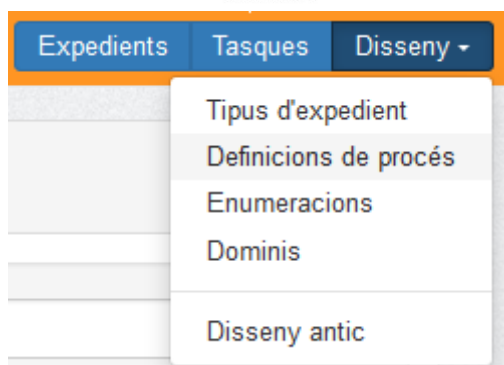 Expedients Tasques Disseny
Tipus d'expedient
Definicions de procés
Enumeracions
Dominis
Disseny antic